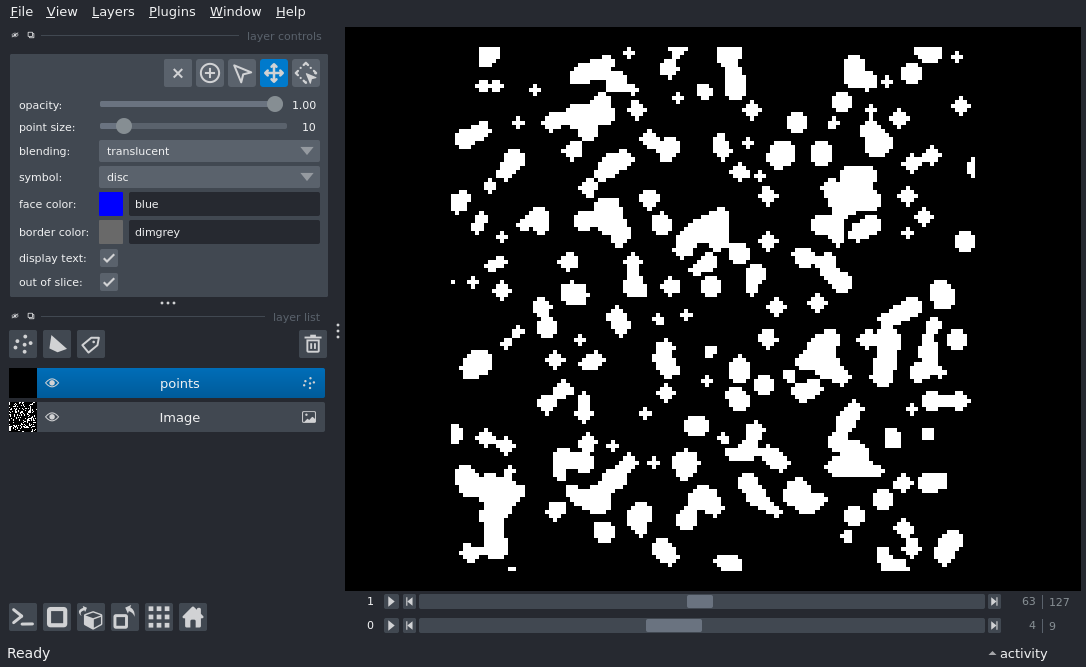 File View Layers Plugins Window Help
layer controls
opacity: 1.00
point size: 10
blending: translucent
symbol: disc
face color: blue
border color: dimgrey
display text:
out of slice:
layer list
points
Image
1 63 127
0 4 9
Ready activity